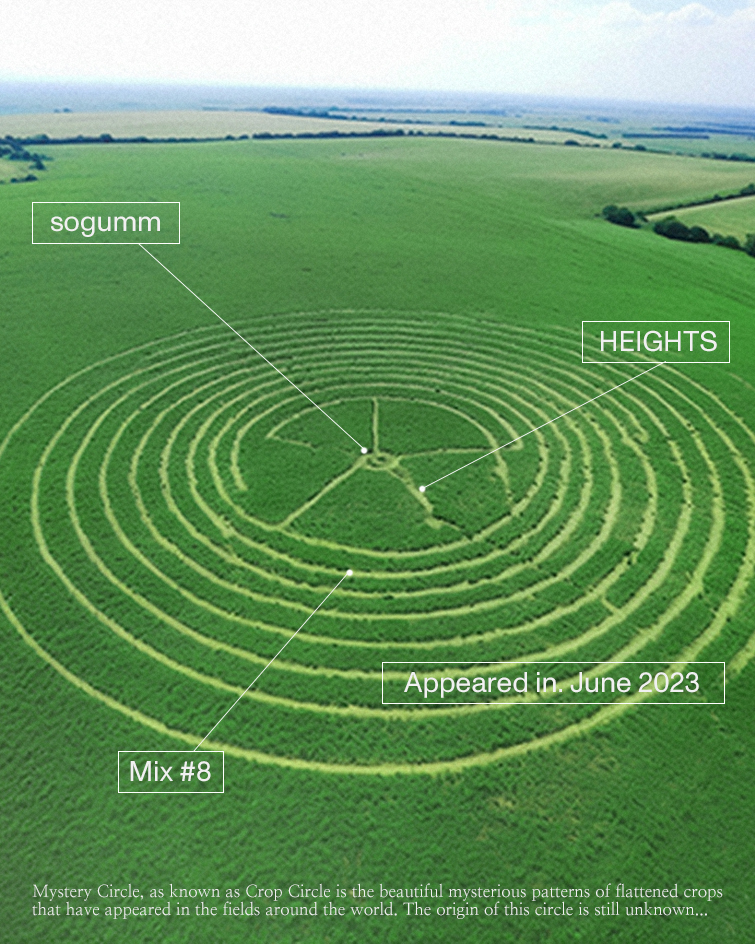 sogumm
HEIGHTS
Appeared in. June 2023
Mix #8
Mystery Circle, as known as Crop Circle is the beautiful mysterious patterns of flattened crops
that have appeared in the fields around the world. The origin of this circle is still unknown...